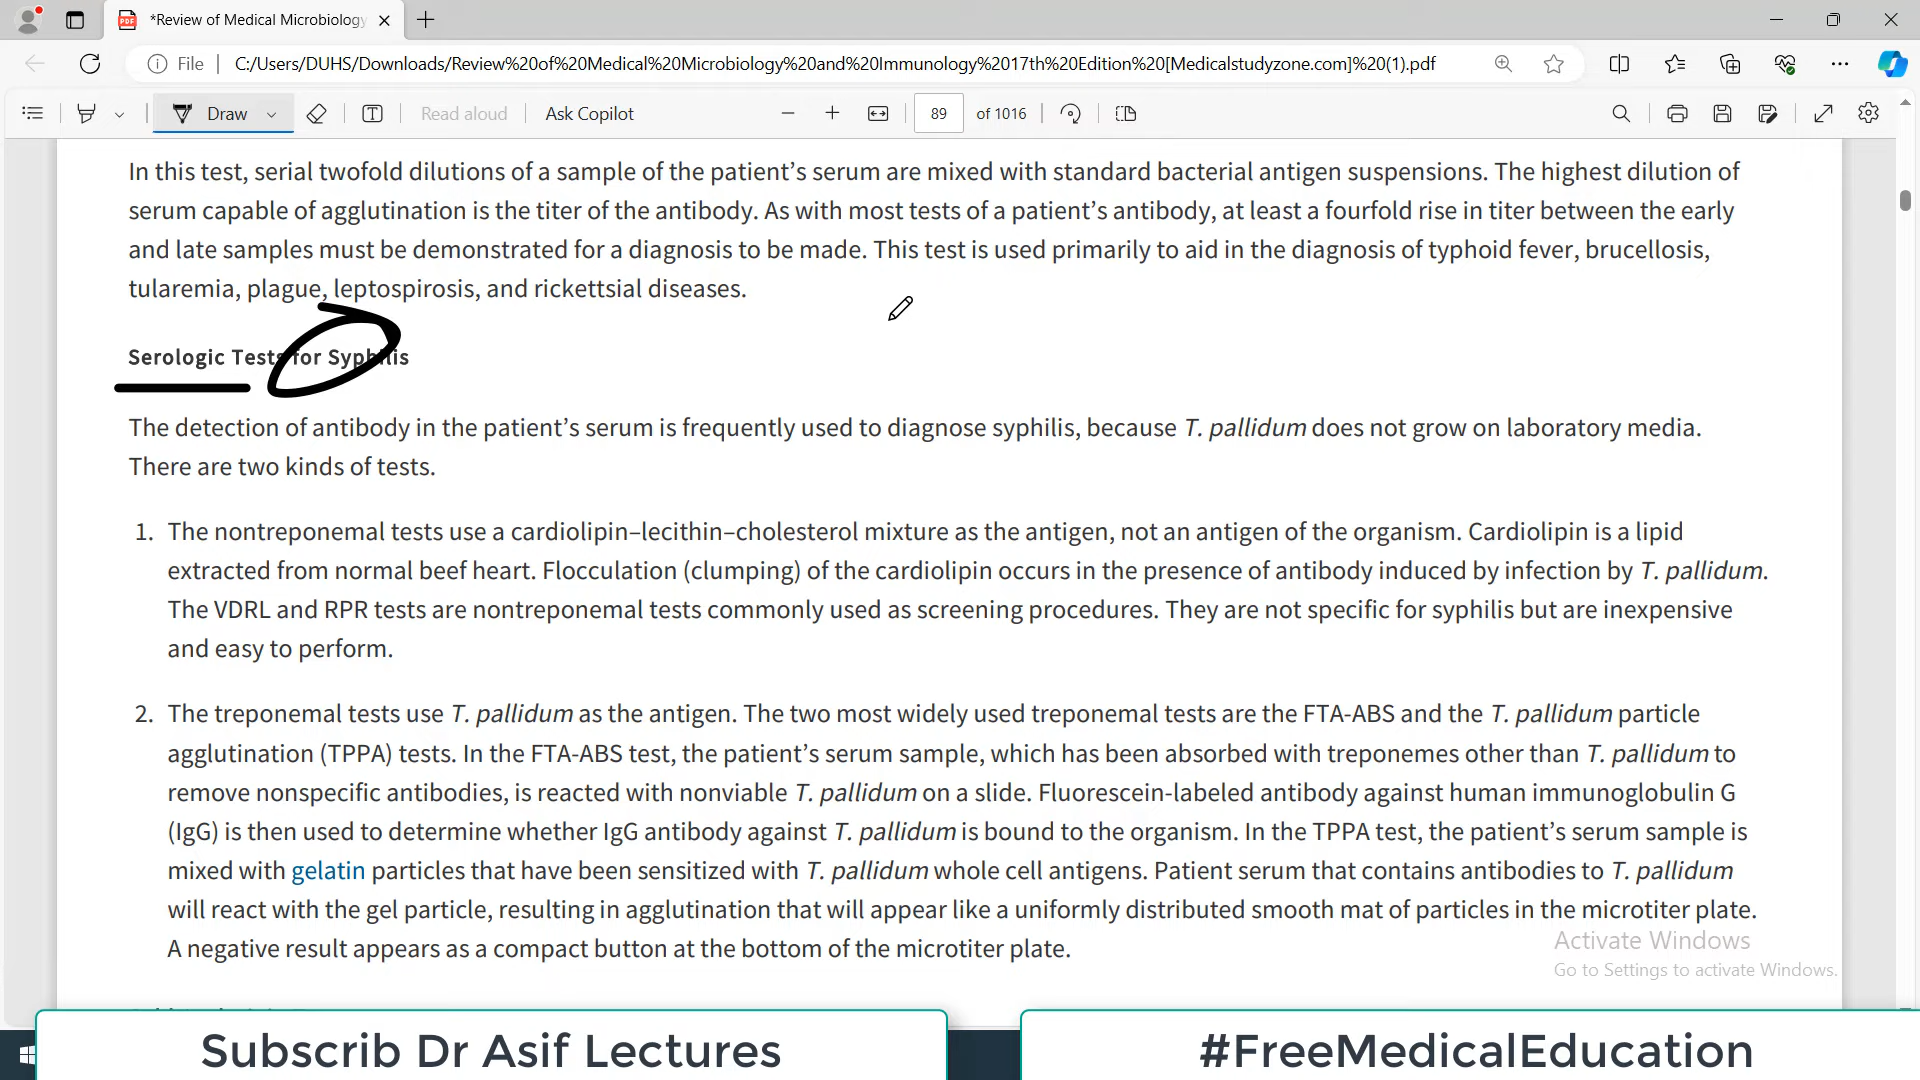 *Review of Medical Microbiology
File
C:/Users/DUHS/Downloads/Review%20of%20Medical%20Microbiology%20and%20Immunology%2017th%20Edition%20[Medicalstudyzone.com]%20(1).pdf
Draw
Read aloud
Ask Copilot
89
of 1016
In this test, serial twofold dilutions of a sample of the patient’s serum are mixed with standard bacterial antigen suspensions. The highest dilution of
serum capable of agglutination is the titer of the antibody. As with most tests of a patient’s antibody, at least a fourfold rise in titer between the early
and late samples must be demonstrated for a diagnosis to be made. This test is used primarily to aid in the diagnosis of typhoid fever, brucellosis,
tularemia, plague, leptospirosis, and rickettsial diseases.
Serologic Tests for Syphilis
The detection of antibody in the patient’s serum is frequently used to diagnose syphilis, because T. pallidum does not grow on laboratory media.
There are two kinds of tests.
1. The nontreponemal tests use a cardiolipin–lecithin–cholesterol mixture as the antigen, not an antigen of the organism. Cardiolipin is a lipid
extracted from normal beef heart. Flocculation (clumping) of the cardiolipin occurs in the presence of antibody induced by infection by T. pallidum.
The VDRL and RPR tests are nontreponemal tests commonly used as screening procedures. They are not specific for syphilis but are inexpensive
and easy to perform.
2. The treponemal tests use T. pallidum as the antigen. The two most widely used treponemal tests are the FTA-ABS and the T. pallidum particle
agglutination (TPPA) tests. In the FTA-ABS test, the patient’s serum sample, which has been absorbed with treponemes other than T. pallidum to
remove nonspecific antibodies, is reacted with nonviable T. pallidum on a slide. Fluorescein-labeled antibody against human immunoglobulin G
(IgG) is then used to determine whether IgG antibody against T. pallidum is bound to the organism. In the TPPA test, the patient’s serum sample is
mixed with gelatin particles that have been sensitized with T. pallidum whole cell antigens. Patient serum that contains antibodies to T. pallidum
will react with the gel particle, resulting in agglutination that will appear like a uniformly distributed smooth mat of particles in the microtiter plate.
A negative result appears as a compact button at the bottom of the microtiter plate.
Activate Windows
Go to Settings to activate Windows.
Subscrib Dr Asif Lectures
#FreeMedicalEducation